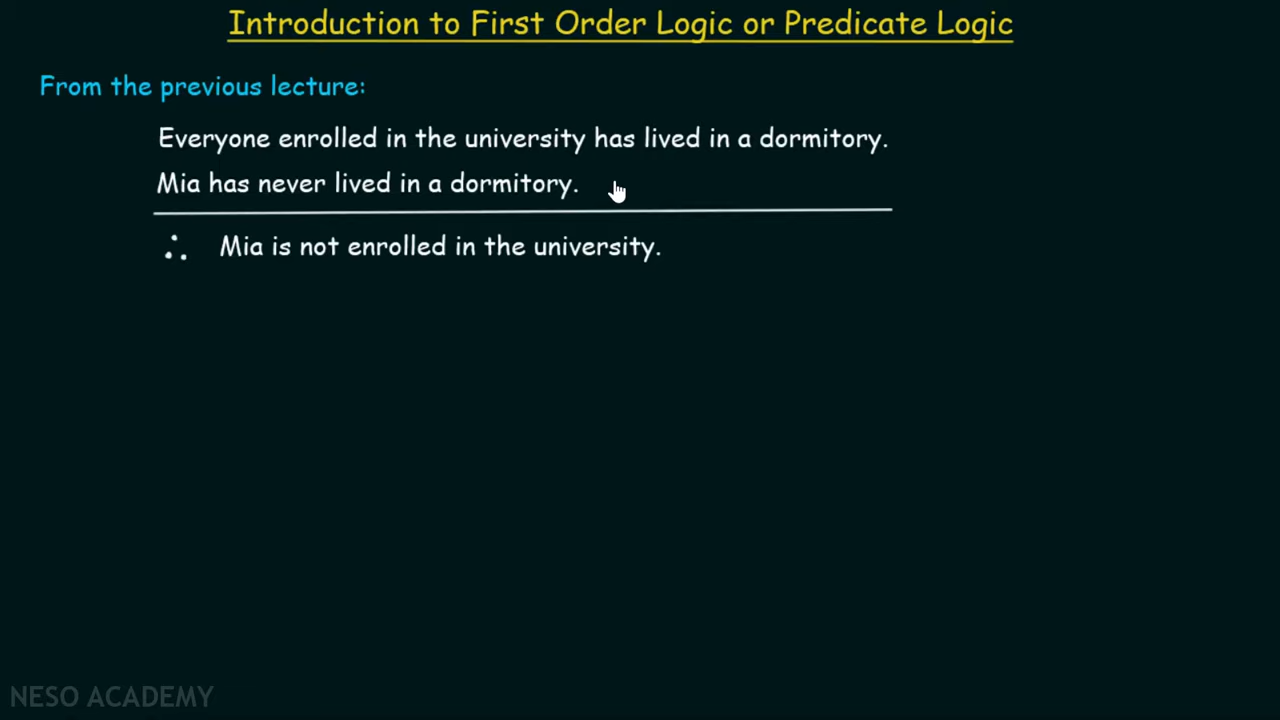 Introduction to First Order Logic or Predicate Logic
From the previous lecture:
Everyone enrolled in the university has lived in a dormitory.
Mia has never lived in a dormitory.
∴ Mia is not enrolled in the university.
NESO ACADEMY